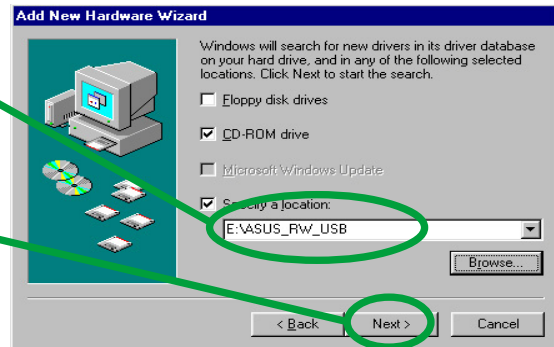 Add New Hardware Wizard
Windows will search for new drivers in its driver database
on your hard drive, and in any of the following selected
locations. Click Next to start the search.
Floppy disk drives
CD-ROM drive
Microsoft Windows Update
Specify a location:
E:\ASUS_RW_USB
Browse...
< Back
Next >
Cancel